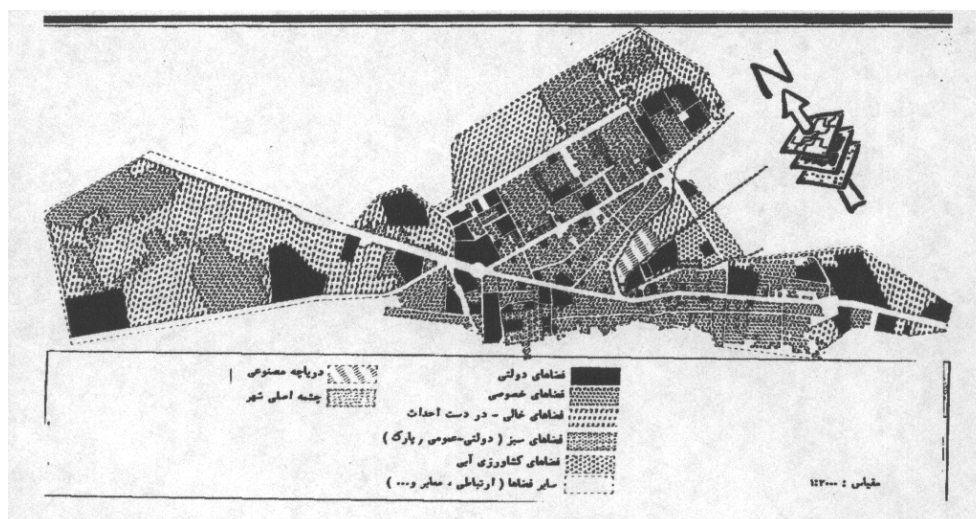 N
فضاهای دولتی
فضاهای خصوصی
فضاهای خالی - در دست احداث
فضاهای سبز ( دولتی-عمومی ، پارک )
فضاهای کشاورزی آبی
سایر فضاها ( ارتباطی ، معابر و... )
دریاچه مصنوعی
چشمه اصلی شهر
مقیاس : ۱:۲۰۰۰۰